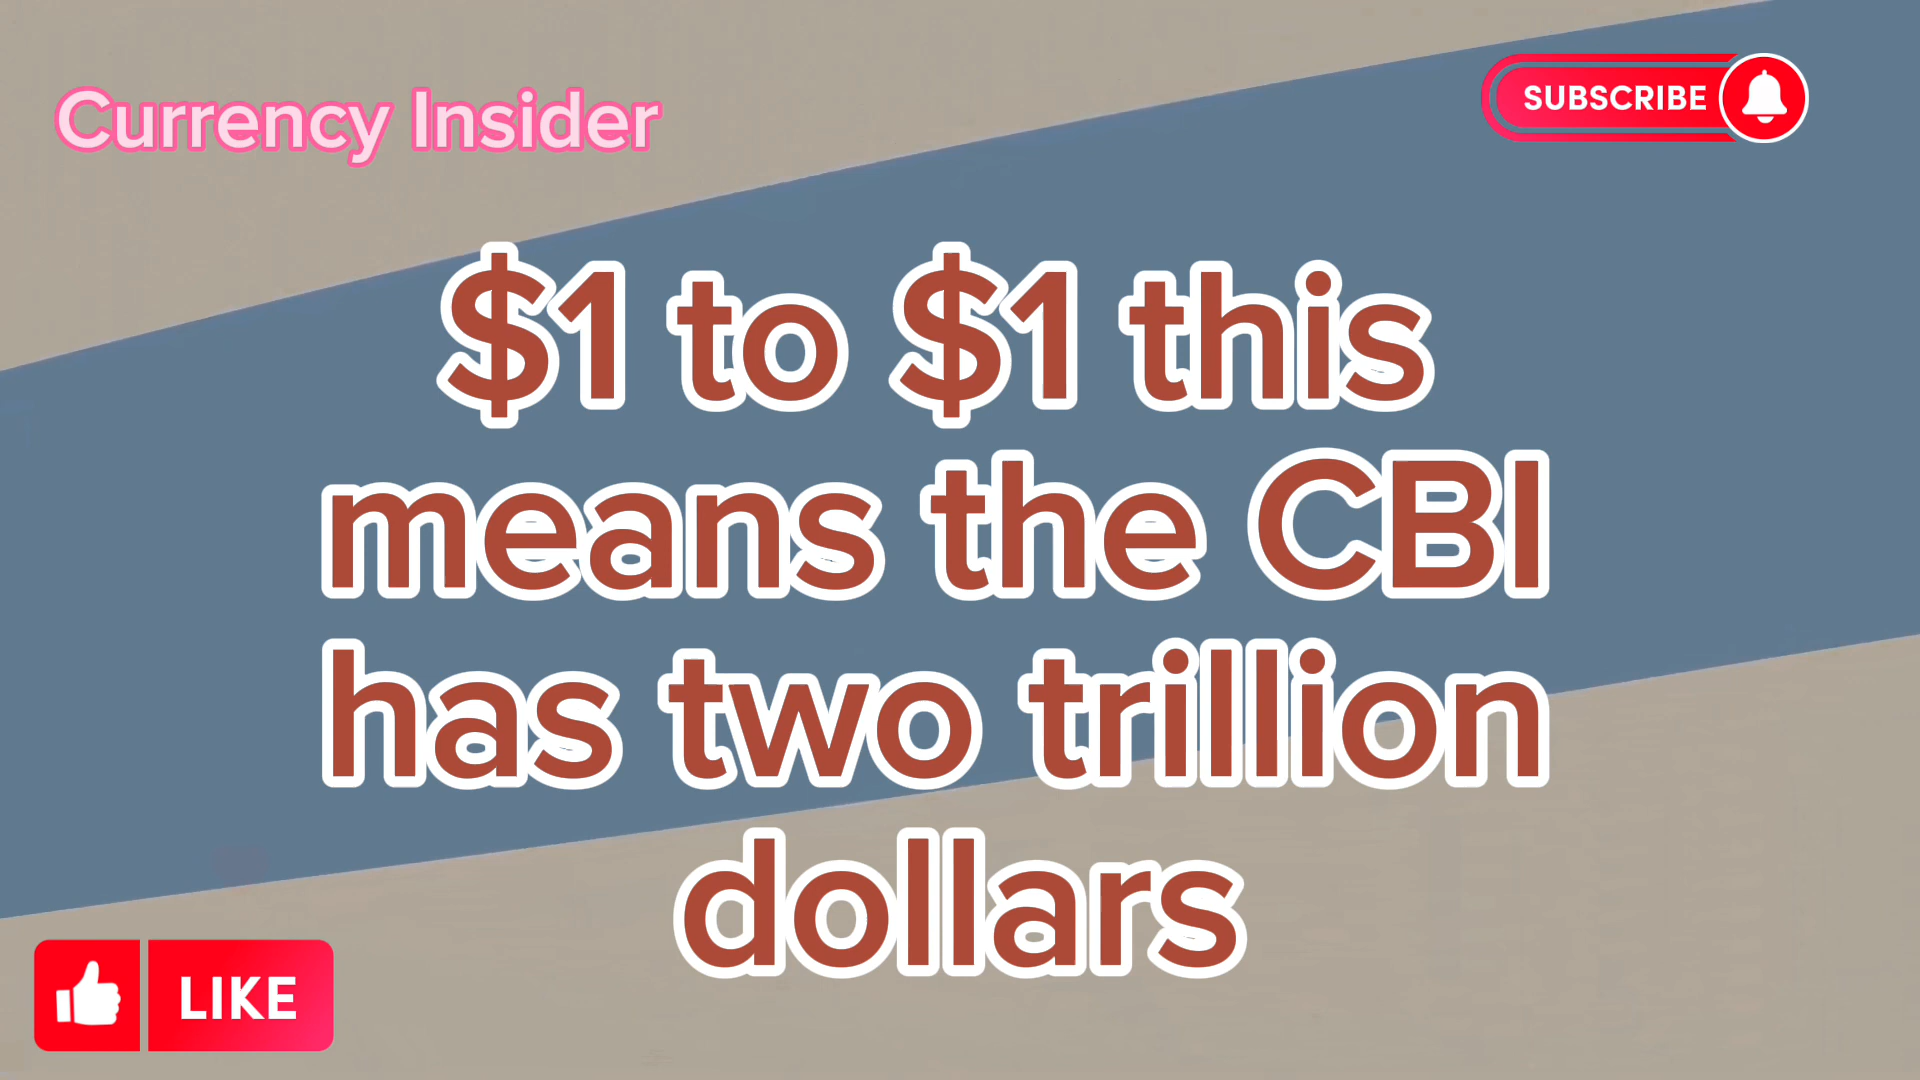 Currency Insider
SUBSCRIBE
$1 to $1 this
means the CBI
has two trillion
dollars
LIKE